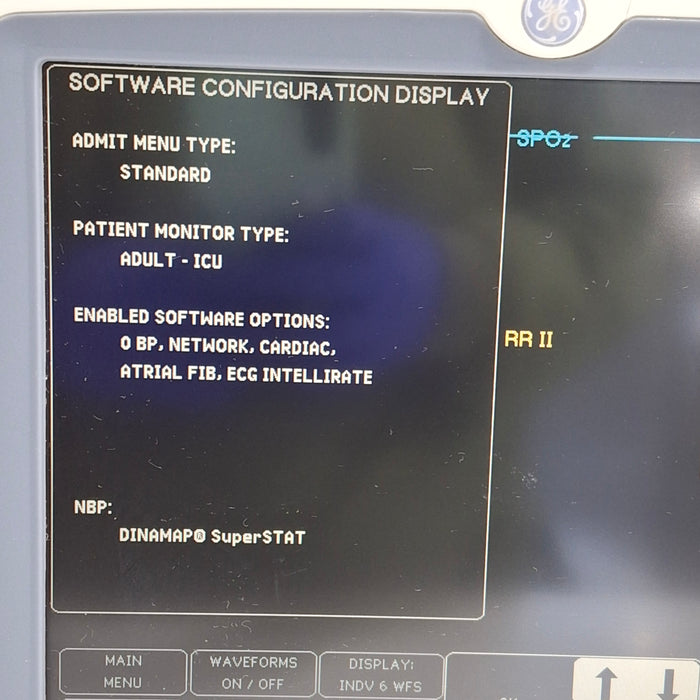 GE
SOFTWARE CONFIGURATION DISPLAY
ADMIT MENU TYPE:
STANDARD
SPO2
PATIENT MONITOR TYPE:
ADULT - ICU
ENABLED SOFTWARE OPTIONS:
0 BP, NETWORK, CARDIAC,
ATRIAL FIB, ECG INTELLIRATE
RR II
NBP:
DINAMAP® SuperSTAT
MAIN
MENU
WAVEFORMS
ON / OFF
DISPLAY:
INDV 6 WFS